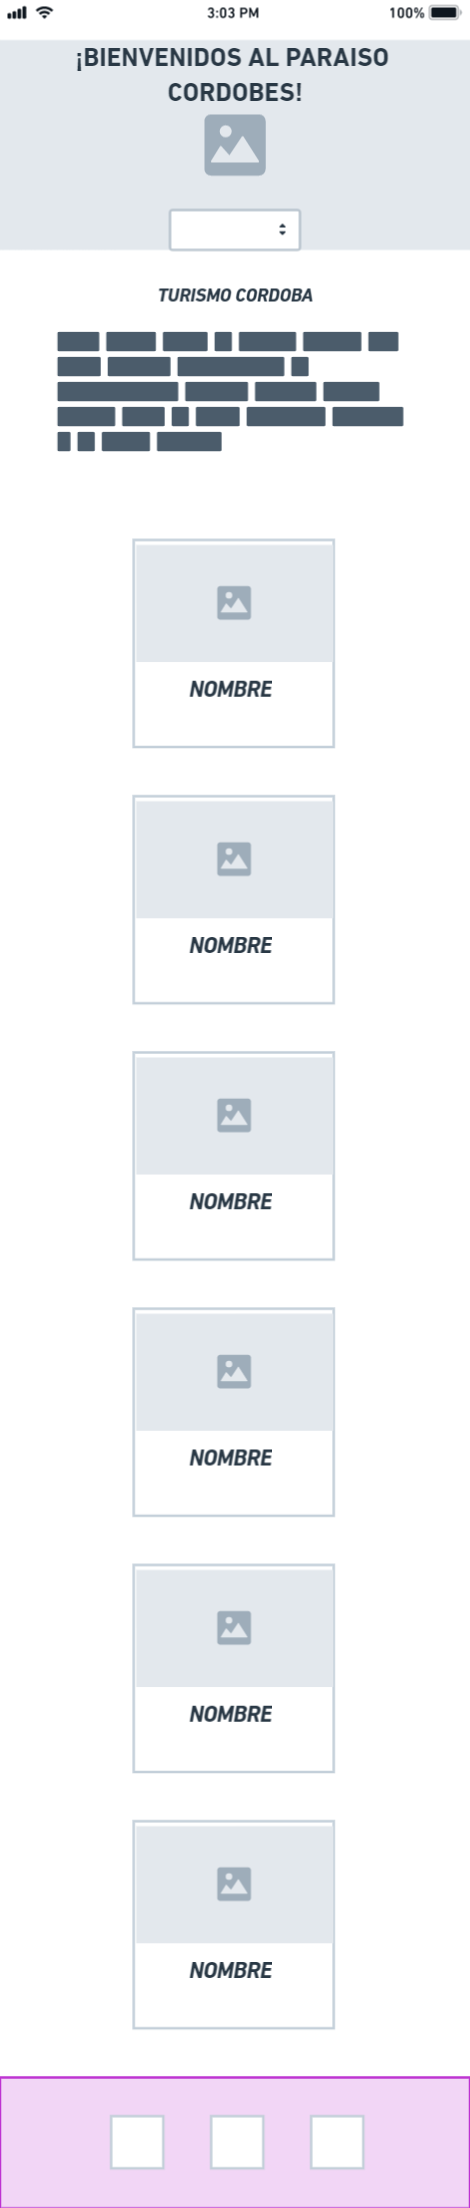 3:03 PM
100%
¡BIENVENIDOS AL PARAISO
CORDOBES!
TURISMO CORDOBA
NOMBRE
NOMBRE
NOMBRE
NOMBRE
NOMBRE
NOMBRE